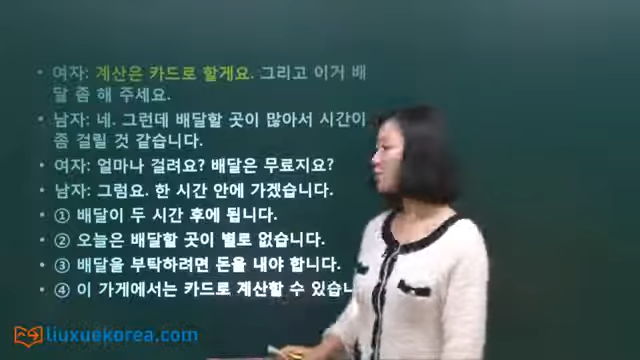 • 여자: 계산은 카드로 할게요. 그리고 이거 배
달 좀 해 주세요.
• 남자: 네. 그런데 배달할 곳이 많아서 시간이
좀 걸릴 것 같습니다.
• 여자: 얼마나 걸려요? 배달은 무료지요?
• 남자: 그럼요. 한 시간 안에 가겠습니다.
• ① 배달이 두 시간 후에 됩니다.
• ② 오늘은 배달할 곳이 별로 없습니다.
• ③ 배달을 부탁하려면 돈을 내야 합니다.
• ④ 이 가게에서는 카드로 계산할 수 있습니
liuxuekorea.com